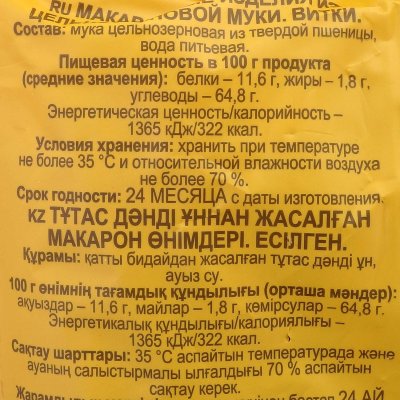 RU МАКАРОННЫЕ ИЗДЕЛИЯ ИЗ
ЦЕЛЬНОЗЕРНОВОЙ МУКИ. ВИТКИ.
Состав: мука цельнозерновая из твердой пшеницы,
вода питьевая.
Пищевая ценность в 100 г продукта
(средние значения): белки – 11,6 г, жиры – 1,8 г,
углеводы – 64,8 г.
Энергетическая ценность/калорийность –
1365 кДж/322 ккал.
Условия хранения: хранить при температуре
не более 35 °С и относительной влажности воздуха
не более 70 %.
Срок годности: 24 МЕСЯЦА с даты изготовления.
KZ ТҰТАС ДӘНДІ ҰННАН ЖАСАЛҒАН
МАКАРОН ӨНІМДЕРІ. ЕСІЛГЕН.
Құрамы: қатты бидайдан жасалған тұтас дәнді ұн,
ауыз су.
100 г өнімнің тағамдық құндылығы (орташа мәндер):
ақуыздар – 11,6 г, майлар – 1,8 г, көмірсулар – 64,8 г.
Энергетикалық құндылығы/калориялығы –
1365 кДж/322 ккал.
Сақтау шарттары: 35 °С аспайтын температурада және
ауаның салыстырмалы ылғалдығы 70 % аспайтын
сақтау керек.
бастап 24 АЙ